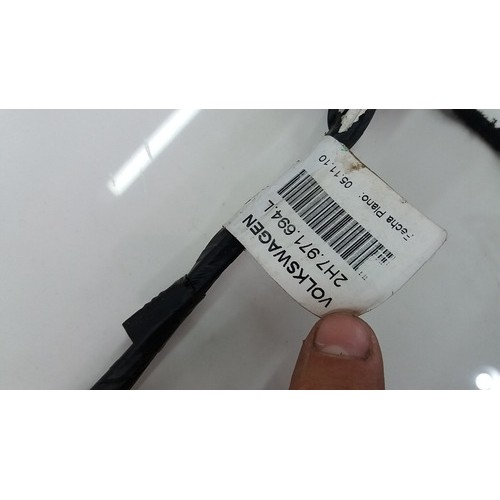 VOLKSWAGEN
2H7.971.694.L
Fecha Plano: 05.11.10